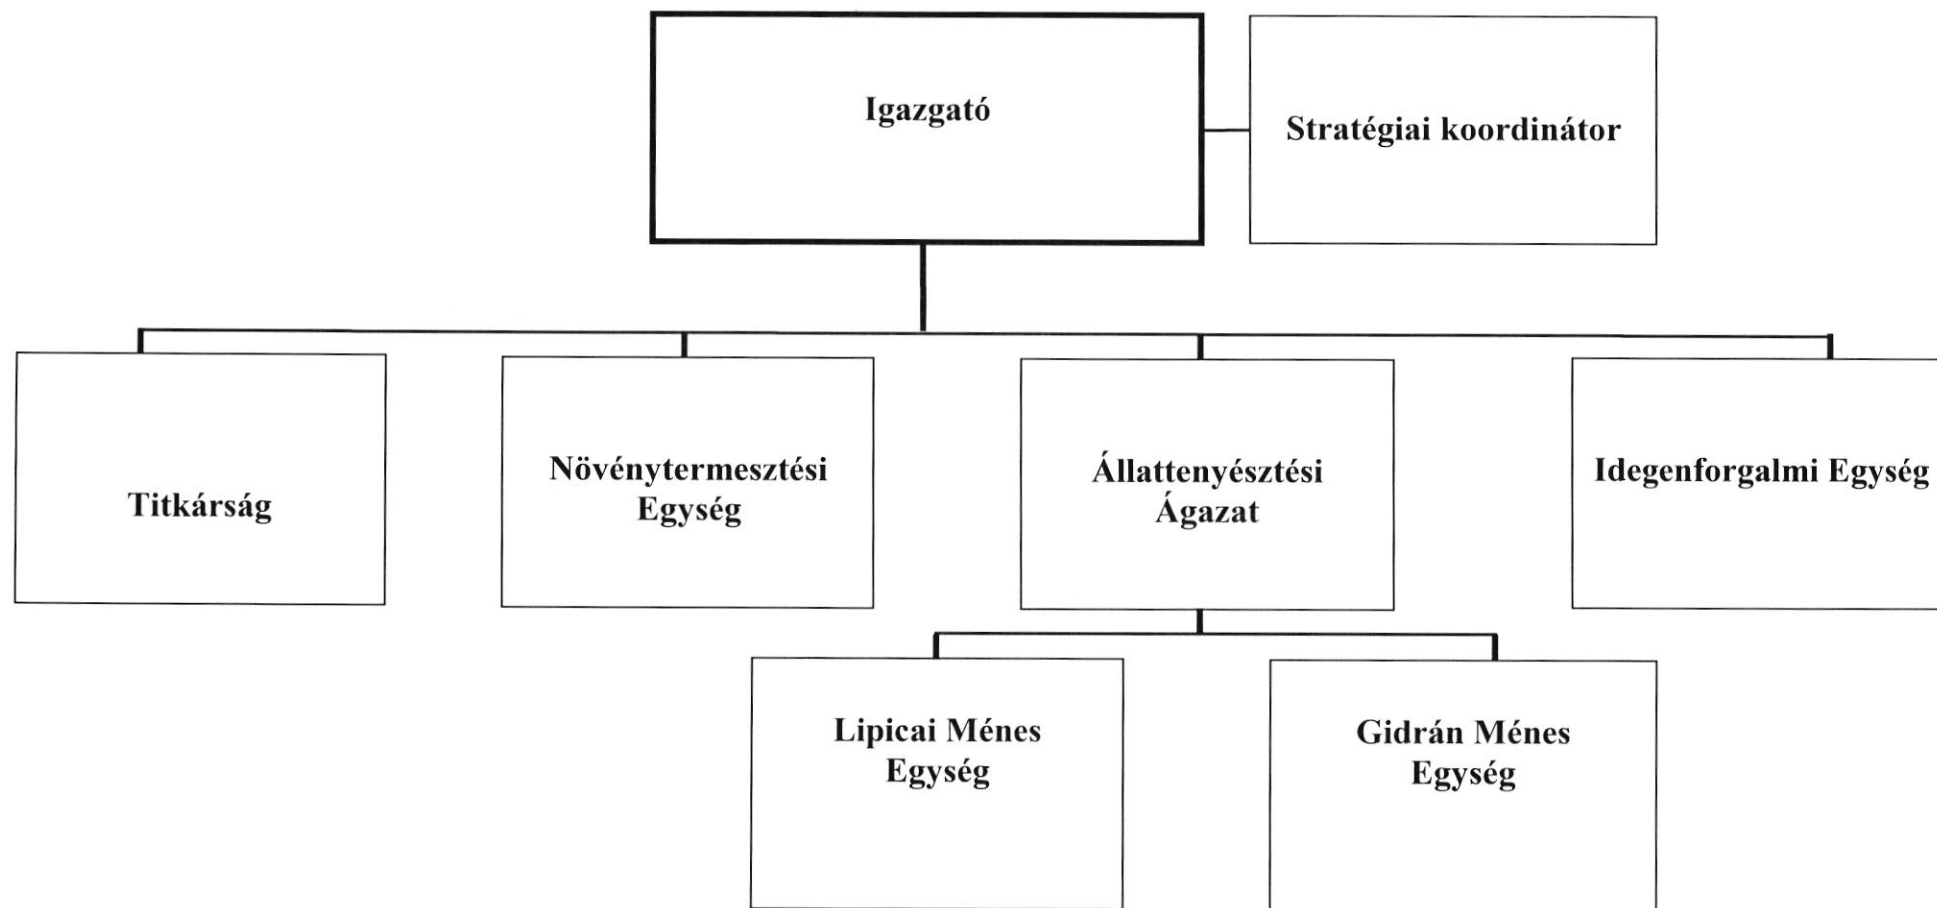 Igazgató
Stratégiai koordinátor
Titkárság
Növénytermesztési
Egység
Állattenyésztési
Ágazat
Idegenforgalmi Egység
Lipicai Ménes
Egység
Gidrán Ménes
Egység